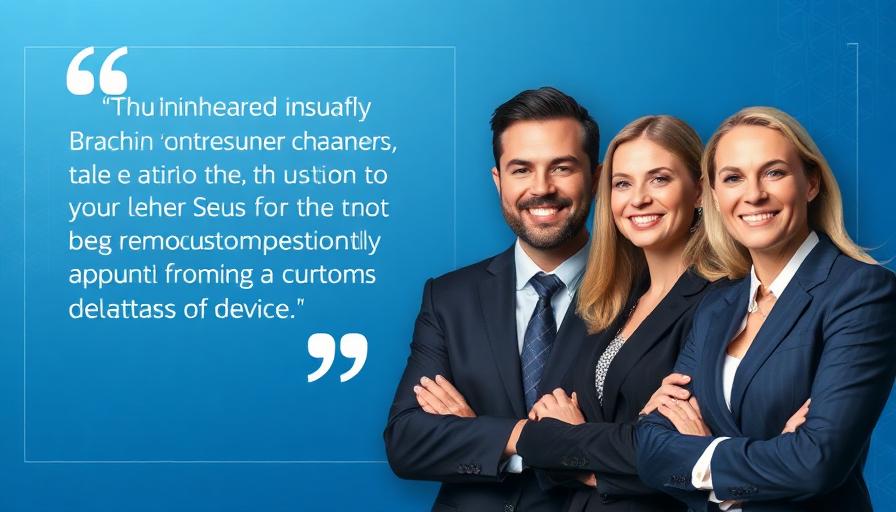 "Thu ininheared insuafly
Brachin 'ontresuner chaaners,
tale e atirio the, th ustion to
your leher Seus for the tnot
beg remocustompestiontlly
appuntl froming a curtoms
delattass of device."